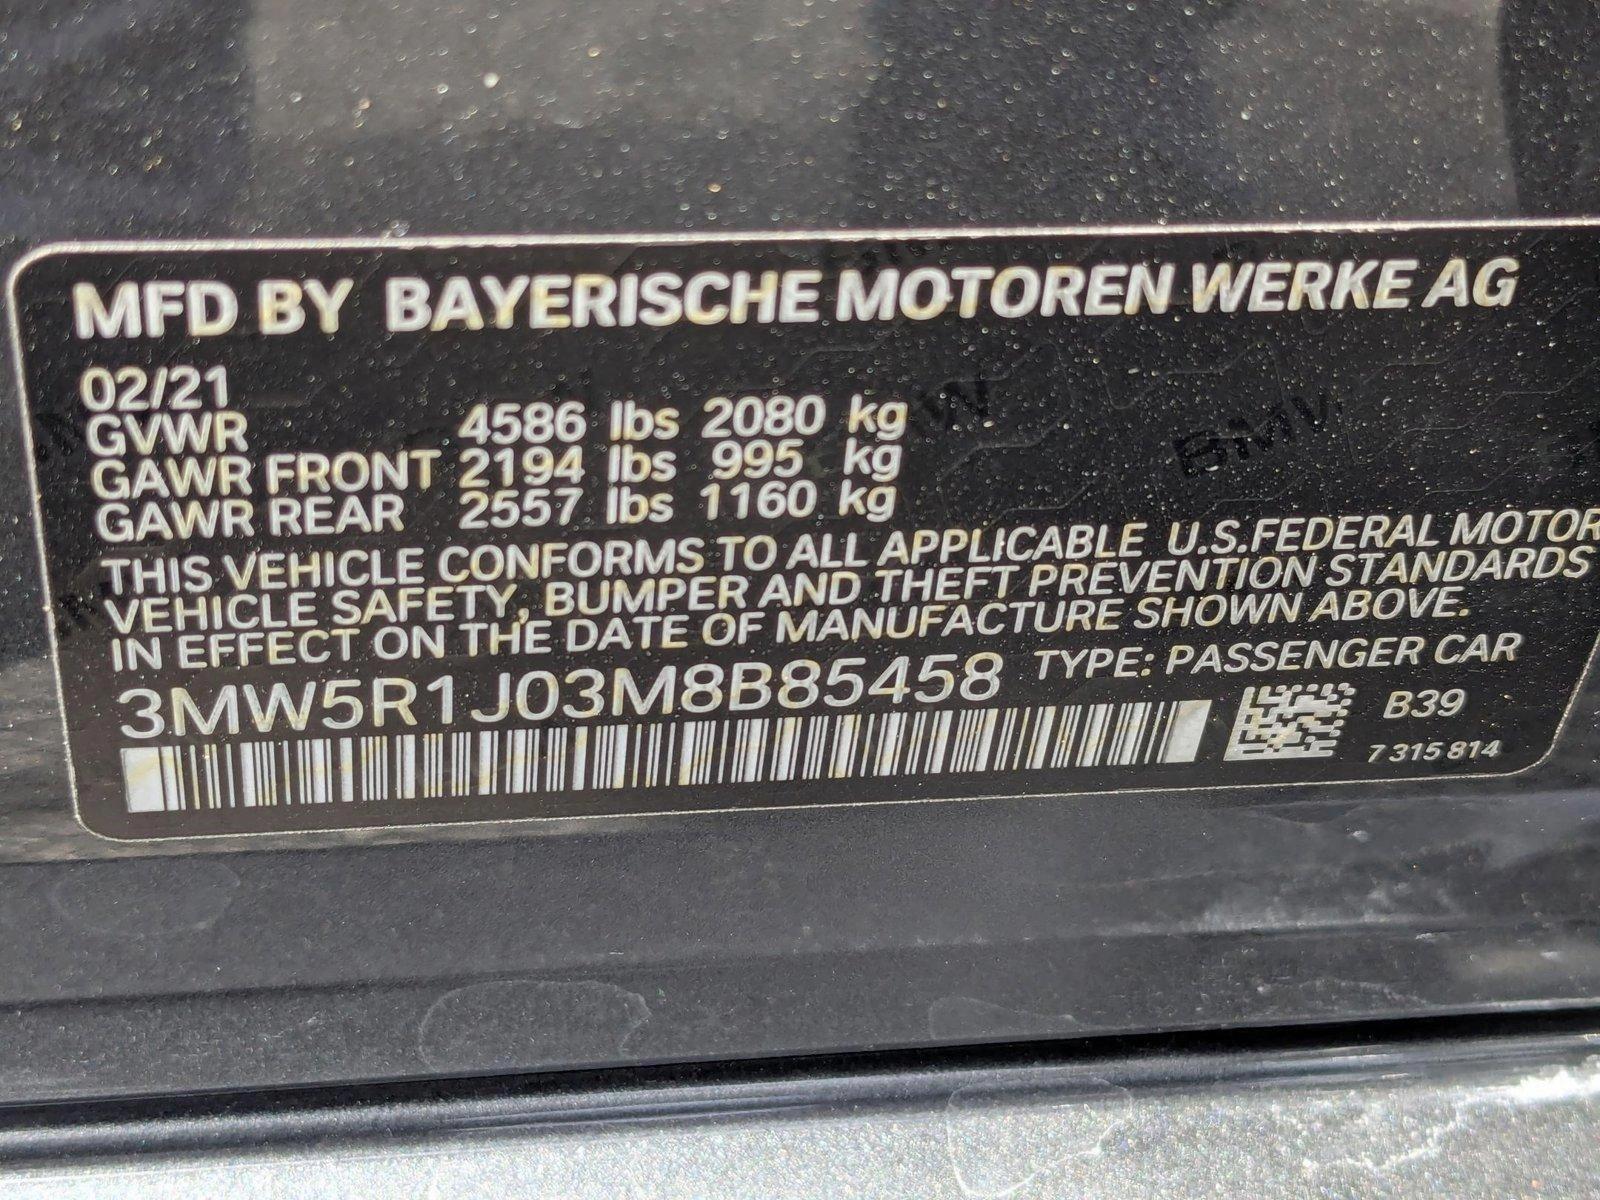 MFD BY BAYERISCHE MOTOREN WERKE AG
02/21
GVWR 4586 lbs 2080 kg
GAWR FRONT 2194 lbs 995 kg
GAWR REAR 2557 lbs 1160 kg
THIS VEHICLE CONFORMS TO ALL APPLICABLE U.S.FEDERAL MOTOR
VEHICLE SAFETY, BUMPER AND THEFT PREVENTION STANDARDS
IN EFFECT ON THE DATE OF MANUFACTURE SHOWN ABOVE.
3MW5R1J03M8B85458 TYPE: PASSENGER CAR
B39
7 315 814
BMW